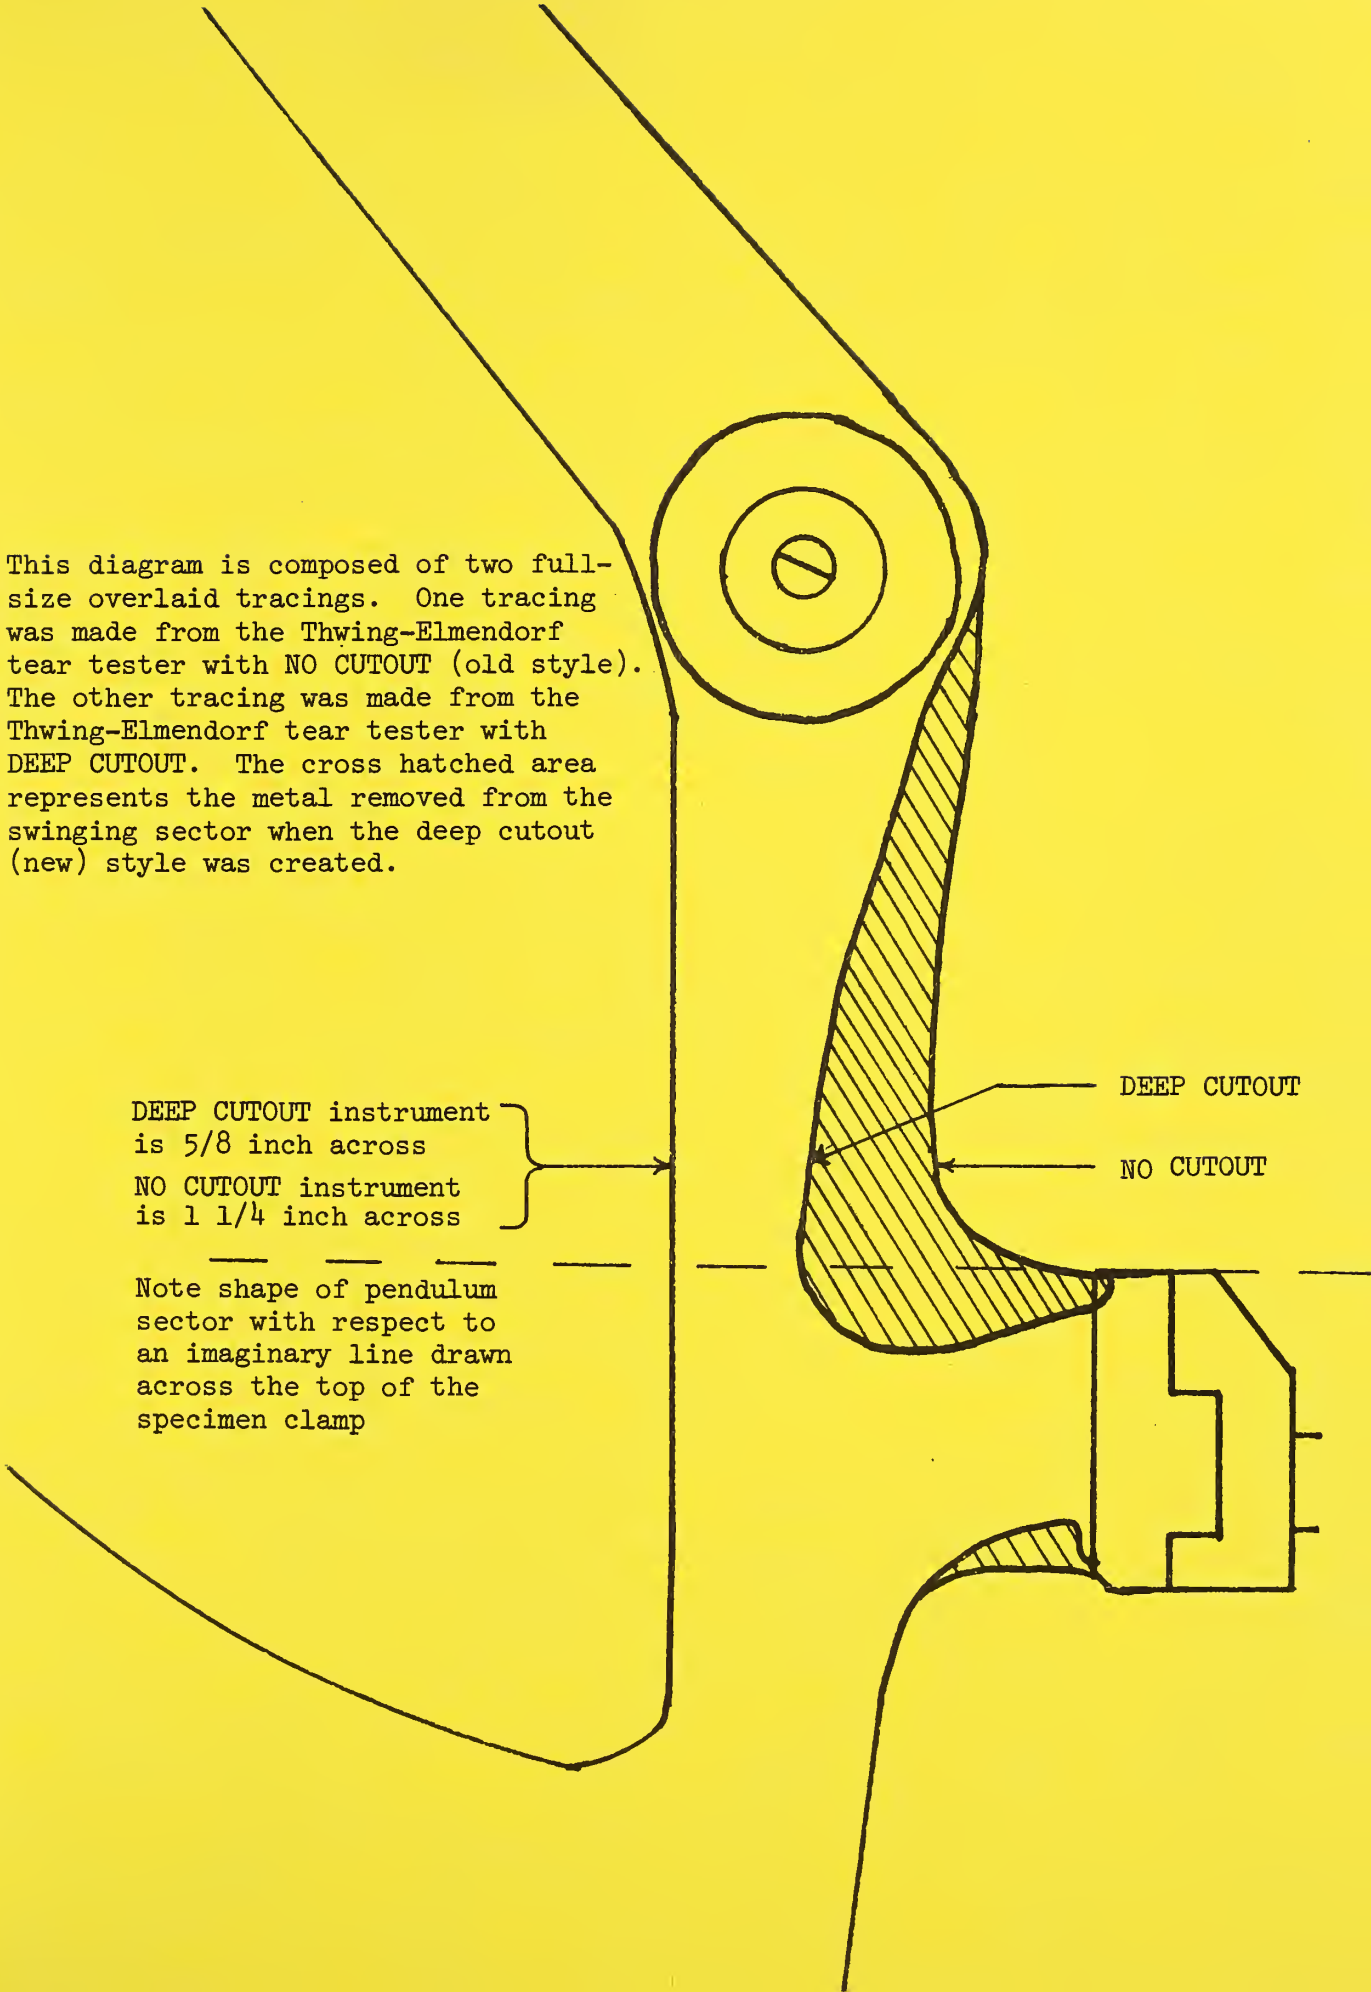 This diagram is composed of two full-
size overlaid tracings. One tracing
was made from the Thwing-Elmendorf
tear tester with NO CUTOUT (old style).
The other tracing was made from the
Thwing-Elmendorf tear tester with
DEEP CUTOUT. The cross hatched area
represents the metal removed from the
swinging sector when the deep cutout
(new) style was created.
DEEP CUTOUT
NO CUTOUT
DEEP CUTOUT instrument
is 5/8 inch across
NO CUTOUT instrument
is 1 1/4 inch across
Note shape of pendulum
sector with respect to
an imaginary line drawn
across the top of the
specimen clamp